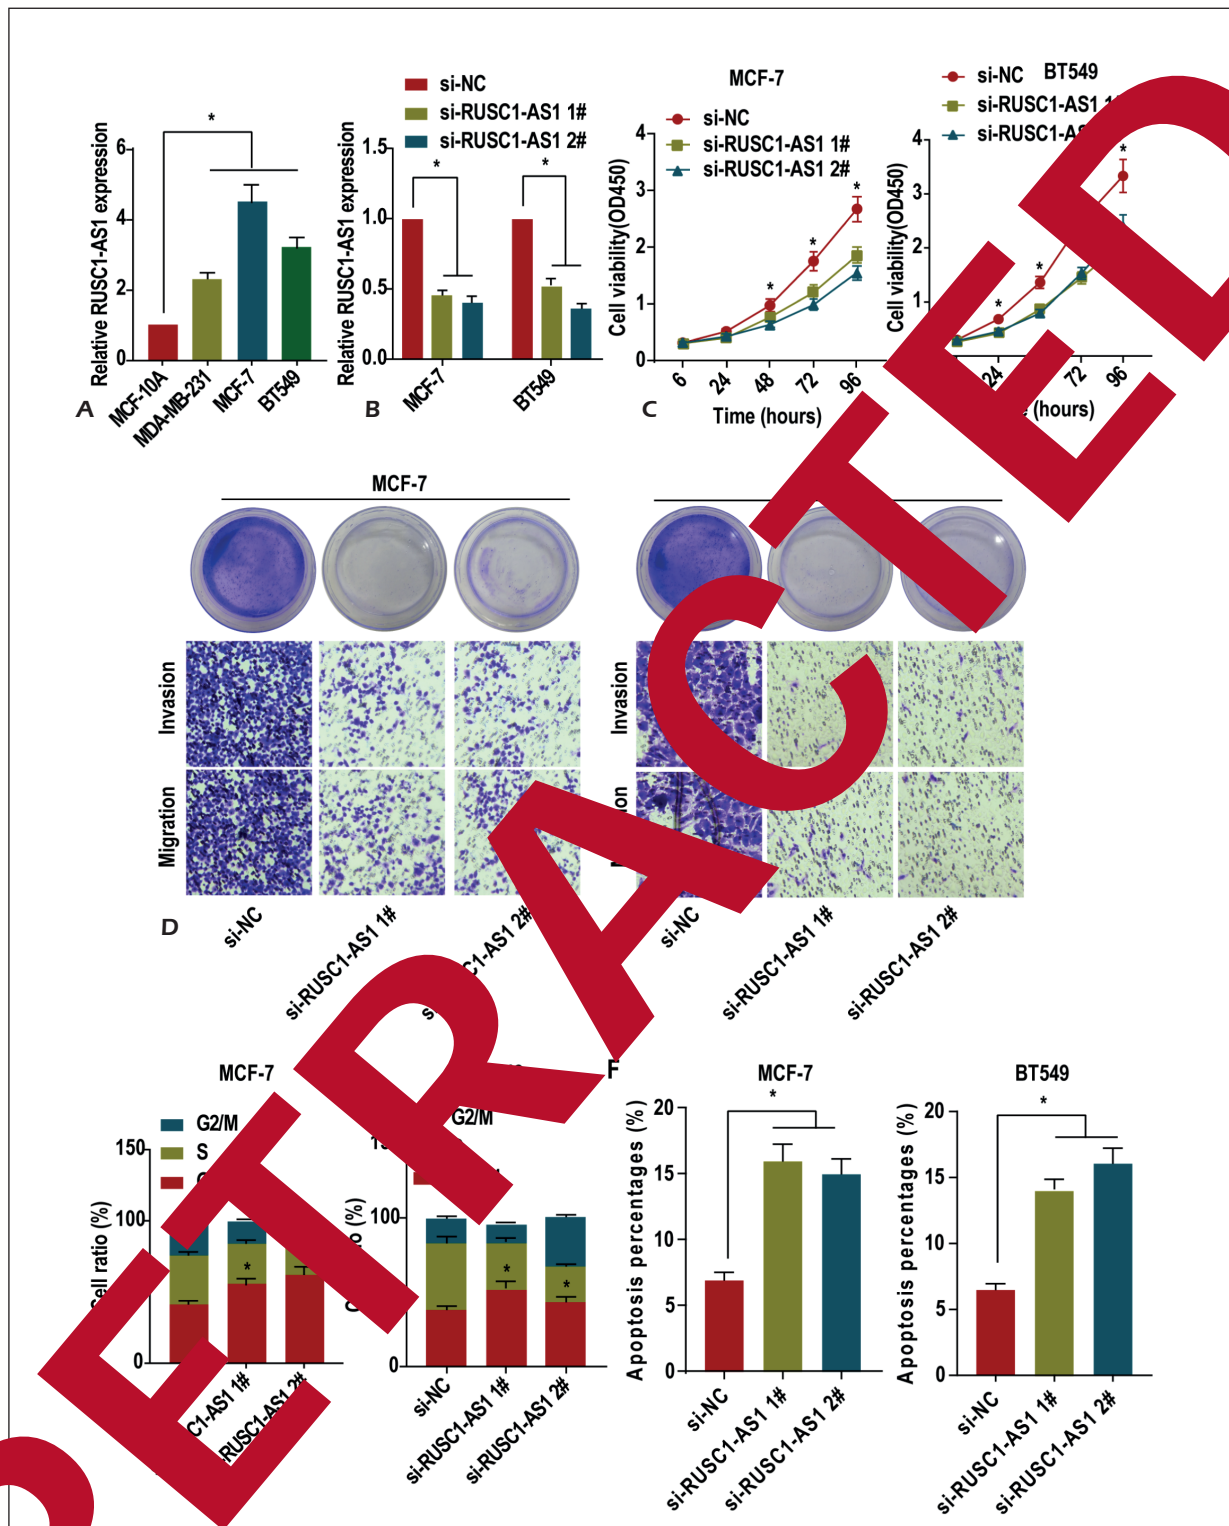 si-NC
si-RUSC1-AS1 1#
si-RUSC1-AS1 2#
Relative RUSC1-AS1 expression
6
4
2
0
*
MCF-10A
MDA-MB-231
MCF-7
BT549
A
Relative RUSC1-AS1 expression
1.5
1.0
0.5
0.0
*
*
MCF-7
BT549
B
MCF-7
si-NC
si-RUSC1-AS1 1#
si-RUSC1-AS1 2#
Cell viability(OD450)
4
3
2
1
0
*
*
*
6
24
48
72
96
Time (hours)
C
BT549
si-NC
si-RUSC1-AS1
Cell viability(OD450)
4
3
2
1
*
*
*
24
72
96
(hours)
MCF-7
Invasion
Migration
si-NC
si-RUSC1-AS1 1#
D
Invasion
si-NC
si-RUSC1-AS1 1#
si-RUSC1-AS1 2#
MCF-7
G2/M
S
Cell ratio (%)
150
100
0
*
G2/M
100
0
*
*
si-NC
si-RUSC1-AS1 1#
si-RUSC1-AS1 2#
F
MCF-7
Apoptosis percentages (%)
20
15
10
5
0
*
si-NC
si-RUSC1-AS1 1#
si-RUSC1-AS1 2#
BT549
Apoptosis percentages (%)
20
15
10
5
0
*
si-NC
si-RUSC1-AS1 1#
si-RUSC1-AS1 2#
RETRACTED